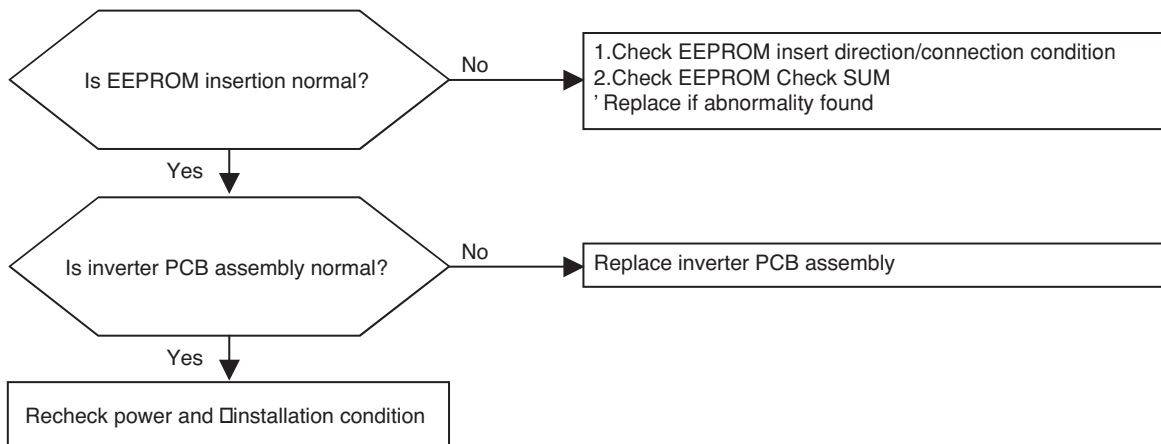 Is EEPROM insertion normal?
No
1.Check EEPROM insert direction/connection condition
2.Check EEPROM Check SUM
’ Replace if abnormality found
Yes
Is inverter PCB assembly normal?
No
Replace inverter PCB assembly
Yes
Recheck power and □installation condition